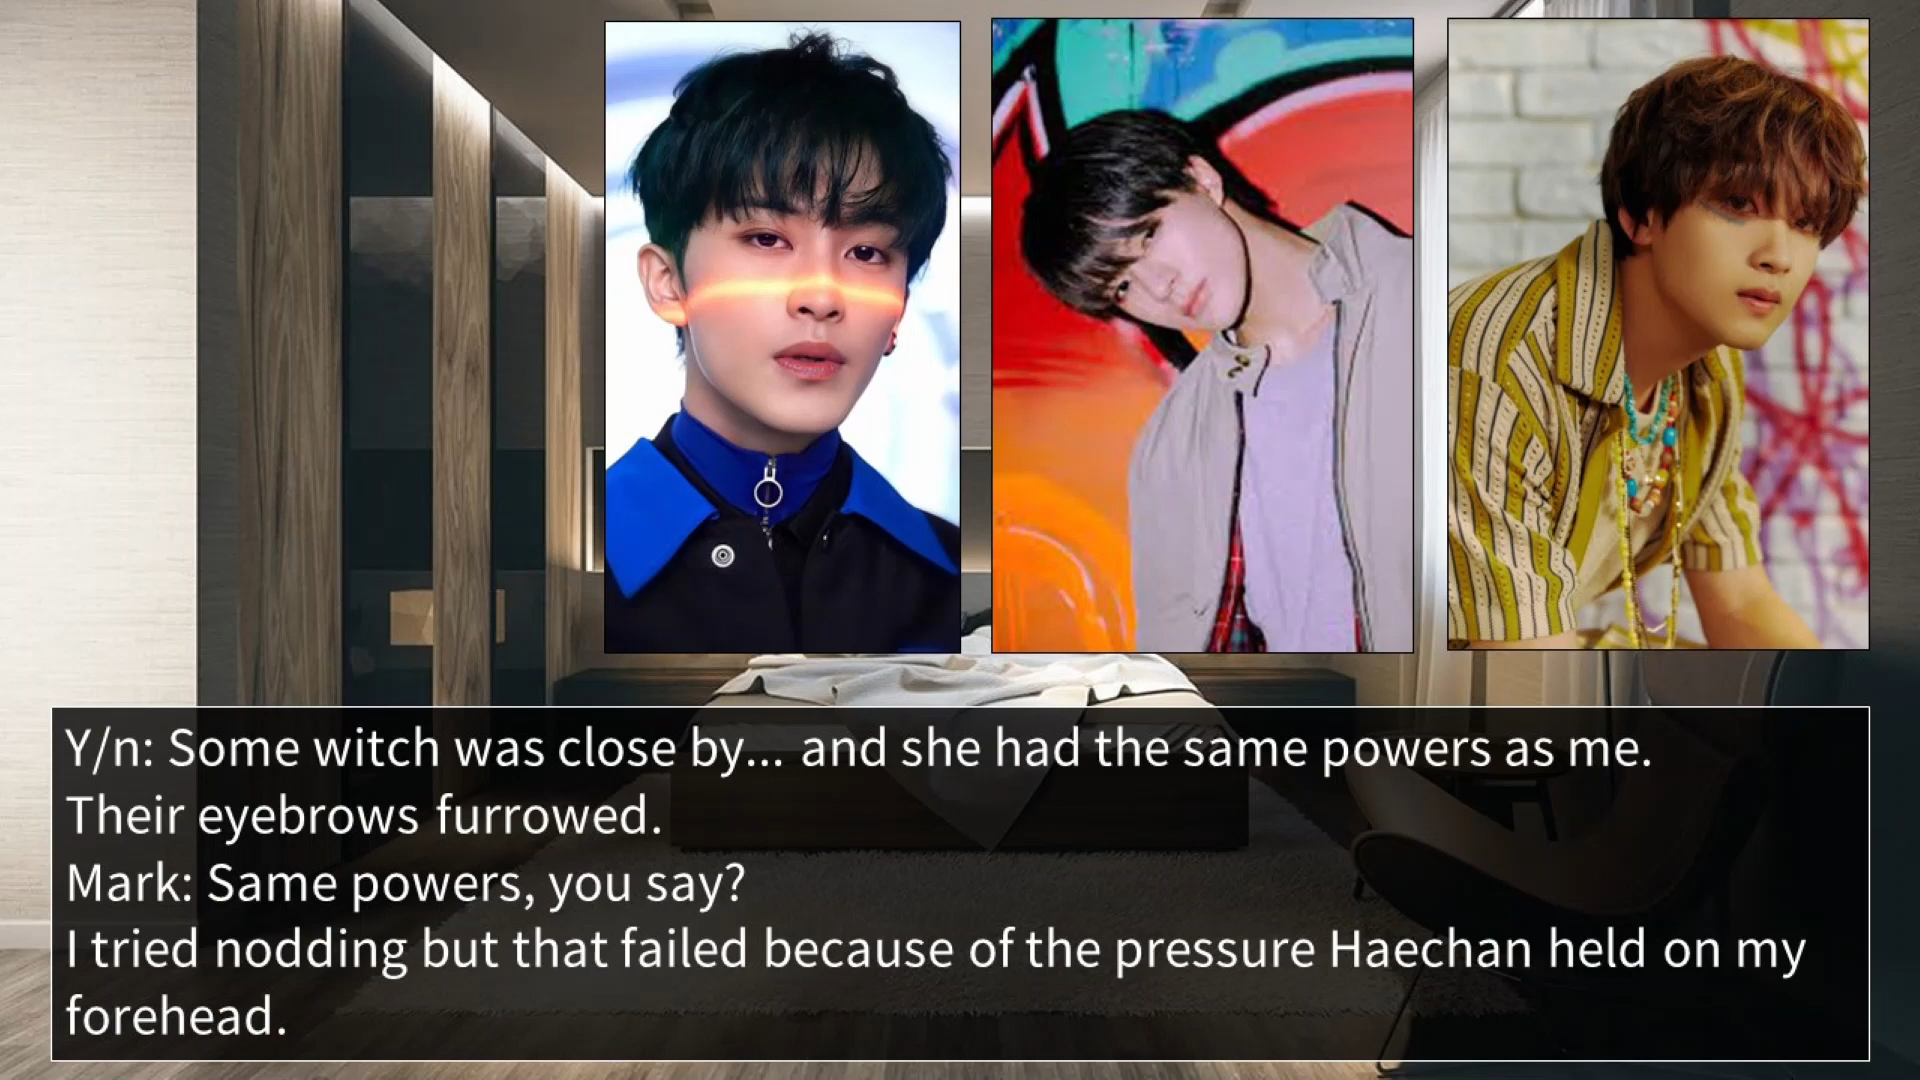 Y/n: Some witch was close by... and she had the same powers as me.
Their eyebrows furrowed.
Mark: Same powers, you say?
I tried nodding but that failed because of the pressure Haechan held on my
forehead.